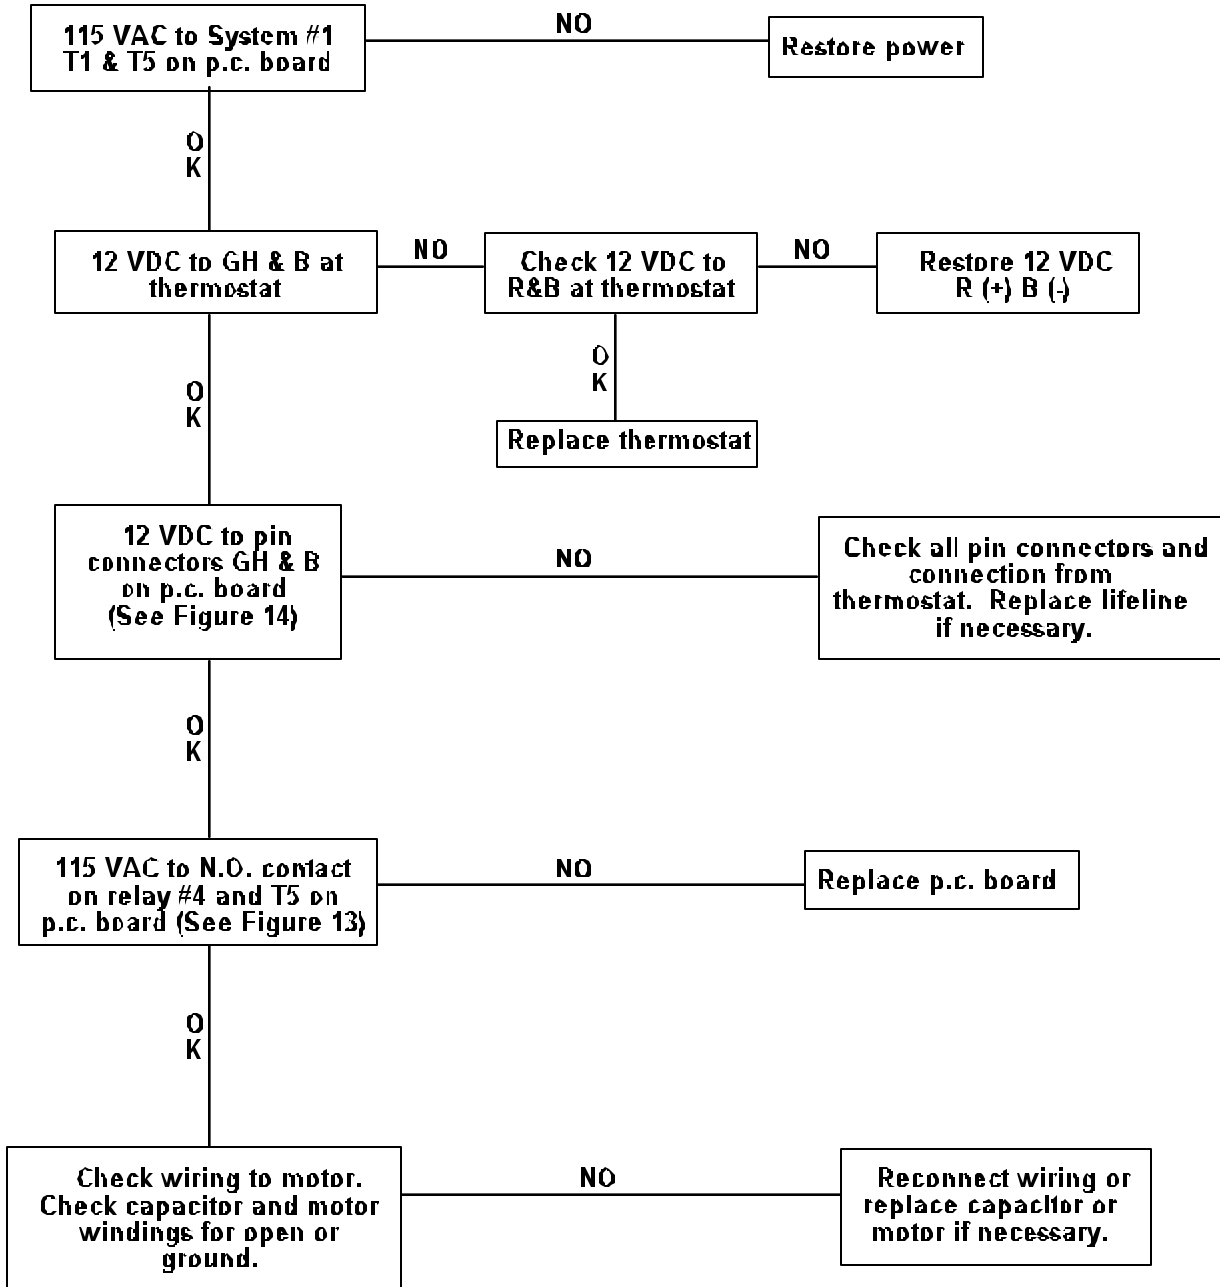 115 VAC to System #1
T1 & T5 on p.c. board
NO
Restore power
O
K
12 VDC to GH & B at
thermostat
NO
Check 12 VDC to
R&B at thermostat
NO
Restore 12 VDC
R (+) B (-)
O
K
O
K
Replace thermostat
12 VDC to pin
connectors GH & B
on p.c. board
(See Figure 14)
NO
Check all pin connectors and
connection from
thermostat. Replace lifeline
if necessary.
O
K
115 VAC to N.O. contact
on relay #4 and T5 on
p.c. board (See Figure 13)
NO
Replace p.c. board
O
K
Check wiring to motor.
Check capacitor and motor
windings for open or
ground.
NO
Reconnect wiring or
replace capacitor or
motor if necessary.